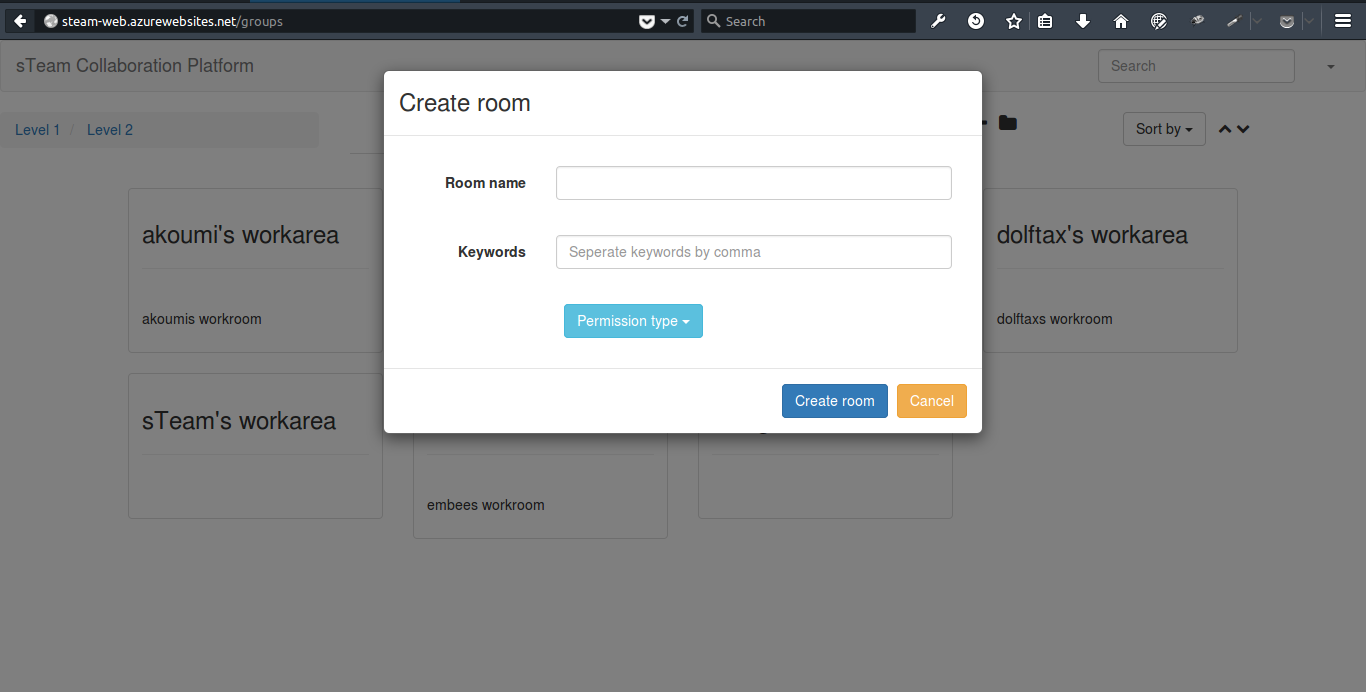 steam-web.azurewebsites.net/groups
Search
sTeam Collaboration Platform
Search
Level 1 / Level 2
Sort by
Create room
Room name
Keywords
Seperate keywords by comma
Permission type
Create room
Cancel
akoumi's workarea
akoumis workroom
dolftax's workarea
dolftaxs workroom
sTeam's workarea
embees workroom